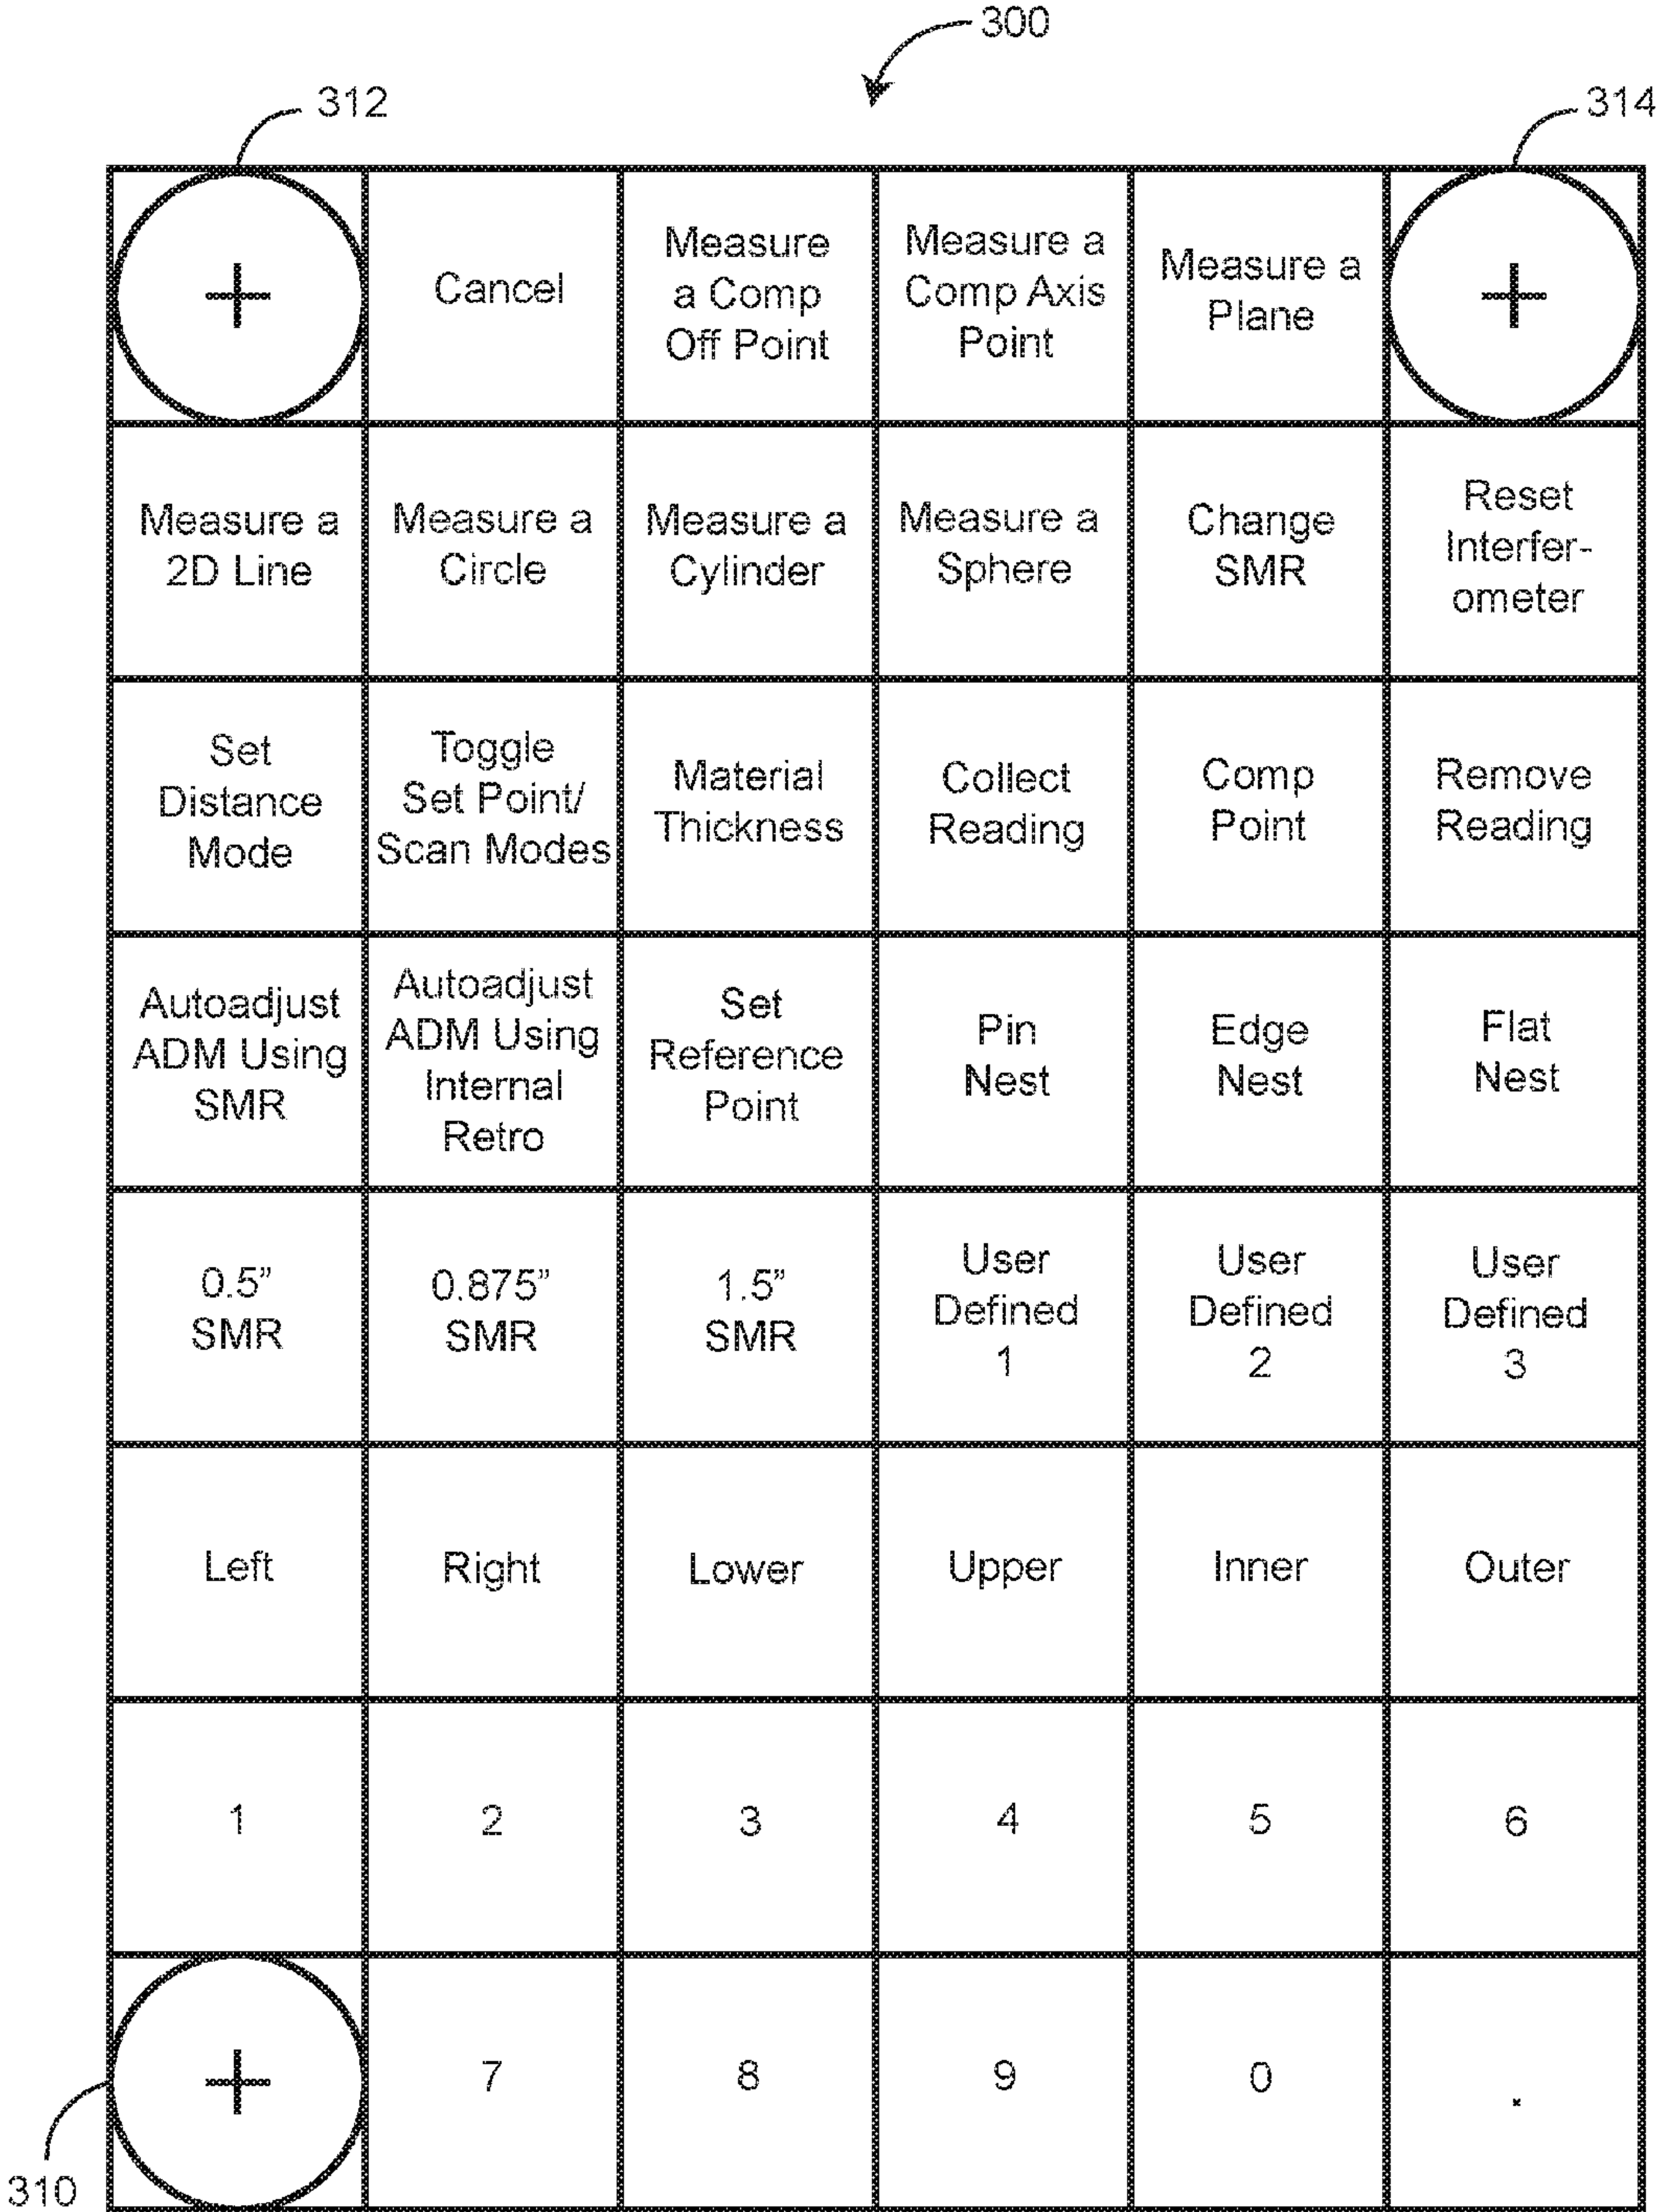 300
312
314
+
Cancel
Measure
a Comp
Off Point
Measure a
Comp Axis
Point
Measure a
Plane
+
Measure a
2D Line
Measure a
Circle
Measure a
Cylinder
Measure a
Sphere
Change
SMR
Reset
Interfer-
ometer
Set
Distance
Mode
Toggle
Set Point/
Scan Modes
Material
Thickness
Collect
Reading
Comp
Point
Remove
Reading
Autoadjust
ADM Using
SMR
Autoadjust
ADM Using
Internal
Retro
Set
Reference
Point
Pin
Nest
Edge
Nest
Flat
Nest
0.5”
SMR
0.875”
SMR
1.5”
SMR
User
Defined
1
User
Defined
2
User
Defined
3
Left
Right
Lower
Upper
Inner
Outer
1
2
3
4
5
6
+
7
8
9
0
.
310